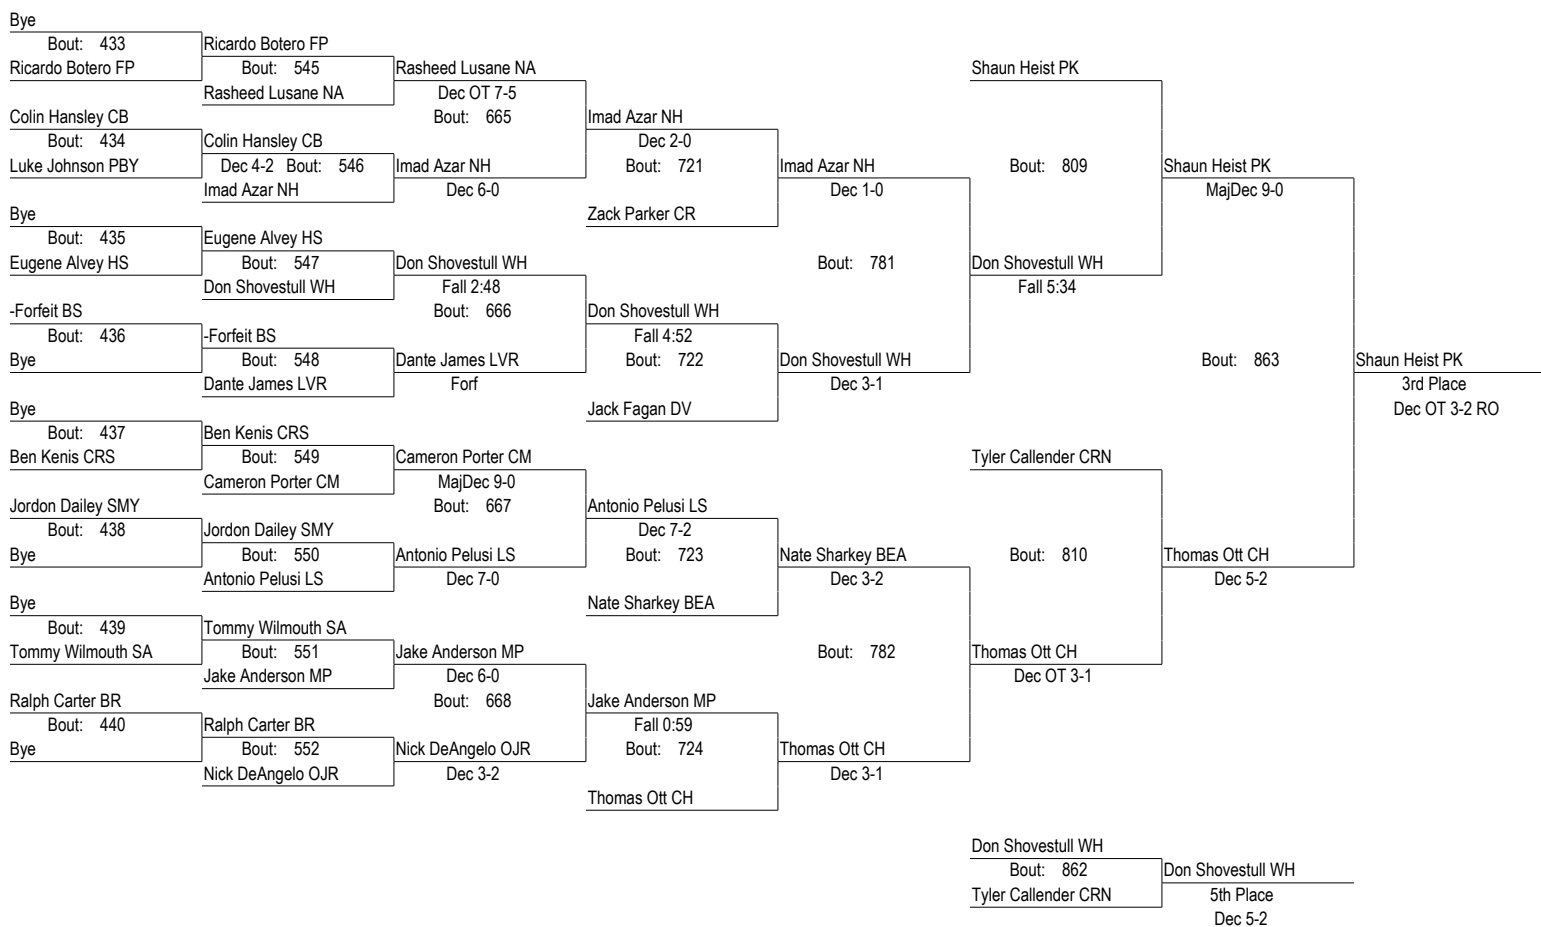 Bye
Bout: 433
Ricardo Botero FP
Ricardo Botero FP
Bout: 545
Rasheed Lusane NA
Rasheed Lusane NA
Dec OT 7-5
Bout: 665
Colin Hansley CB
Bout: 434
Luke Johnson PBY
Colin Hansley CB
Dec 4-2 Bout: 546
Imad Azar NH
Imad Azar NH
Dec 6-0
Imad Azar NH
Dec 2-0
Bout: 721
Zack Parker CR
Imad Azar NH
Dec 1-0
Bye
Bout: 435
Eugene Alvey HS
Eugene Alvey HS
Bout: 547
Don Shovestull WH
Don Shovestull WH
Fall 2:48
Bout: 666
-Forfeit BS
Bout: 436
Bye
-Forfeit BS
Bout: 548
Dante James LVR
Dante James LVR
Forf
Don Shovestull WH
Fall 4:52
Bout: 722
Jack Fagan DV
Don Shovestull WH
Dec 3-1
Bout: 781
Shaun Heist PK
Bout: 809
Don Shovestull WH
Fall 5:34
Shaun Heist PK
MajDec 9-0
Bye
Bout: 437
Ben Kenis CRS
Ben Kenis CRS
Bout: 549
Cameron Porter CM
Cameron Porter CM
MajDec 9-0
Bout: 667
Jordon Dailey SMY
Bout: 438
Bye
Jordon Dailey SMY
Bout: 550
Antonio Pelusi LS
Antonio Pelusi LS
Dec 7-0
Antonio Pelusi LS
Dec 7-2
Bout: 723
Nate Sharkey BEA
Nate Sharkey BEA
Dec 3-2
Bye
Bout: 439
Tommy Wilmouth SA
Tommy Wilmouth SA
Bout: 551
Jake Anderson MP
Jake Anderson MP
Dec 6-0
Bout: 668
Ralph Carter BR
Bout: 440
Bye
Ralph Carter BR
Bout: 552
Nick DeAngelo OJR
Nick DeAngelo OJR
Dec 3-2
Jake Anderson MP
Fall 0:59
Bout: 724
Thomas Ott CH
Thomas Ott CH
Dec 3-1
Bout: 782
Tyler Callender CRN
Bout: 810
Thomas Ott CH
Dec OT 3-1
Thomas Ott CH
Dec 5-2
Bout: 863
Shaun Heist PK
3rd Place
Dec OT 3-2 RO
Don Shovestull WH
Bout: 862
Tyler Callender CRN
Don Shovestull WH
5th Place
Dec 5-2